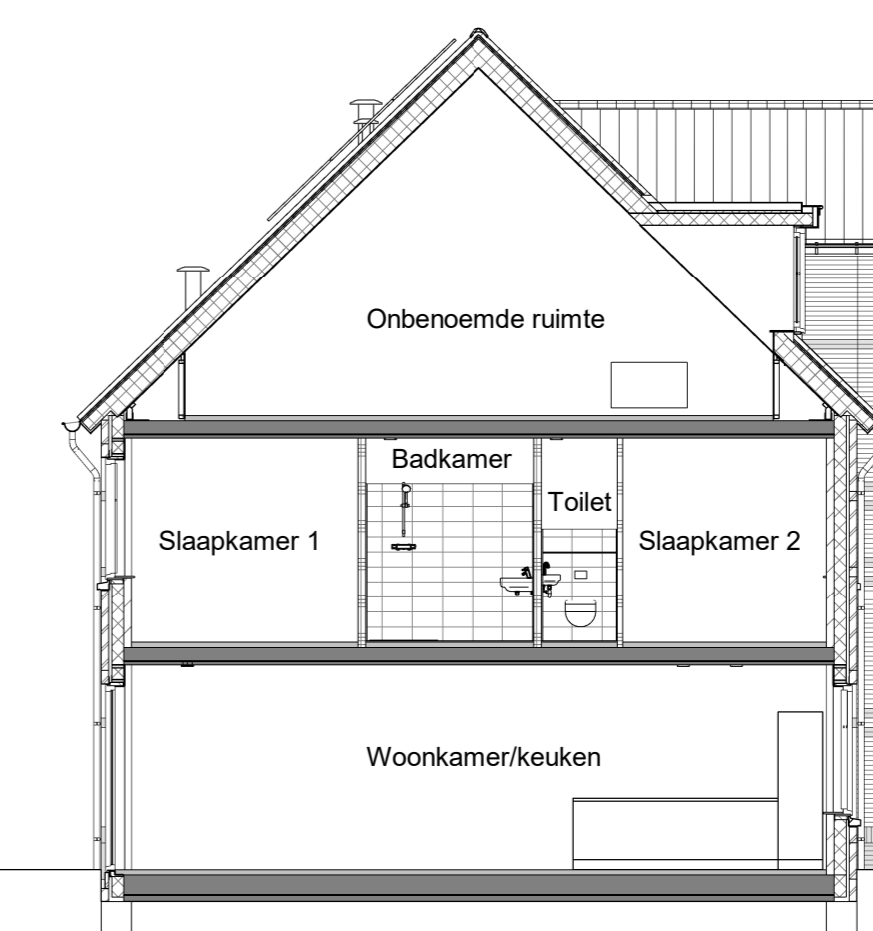 Onbenoemde ruimte
Badkamer
Toilet
Slaapkamer 1
Slaapkamer 2
Woonkamer/keuken